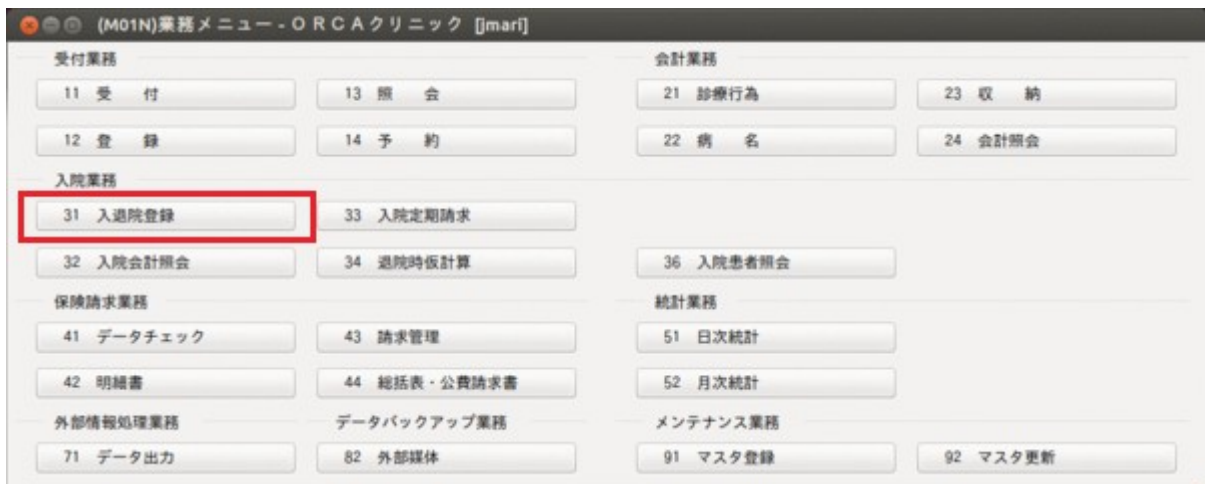 (M01N)業務メニュー-ORCAクリニック [jmari]
受付業務 会計業務
11 受 付 13 照 会 21 診療行為 23 収 納
12 登 録 14 予 約 22 病 名 24 会計照会
入院業務
31 入退院登録 33 入院定期請求
32 入院会計照会 34 退院時仮計算 36 入院患者照会
保険請求業務 統計業務
41 データチェック 43 請求管理 51 日次統計
42 明細書 44 総括表・公費請求書 52 月次統計
外部情報処理業務 データバックアップ業務 メンテナンス業務
71 データ出力 82 外部媒体 91 マスタ登録 92 マスタ更新